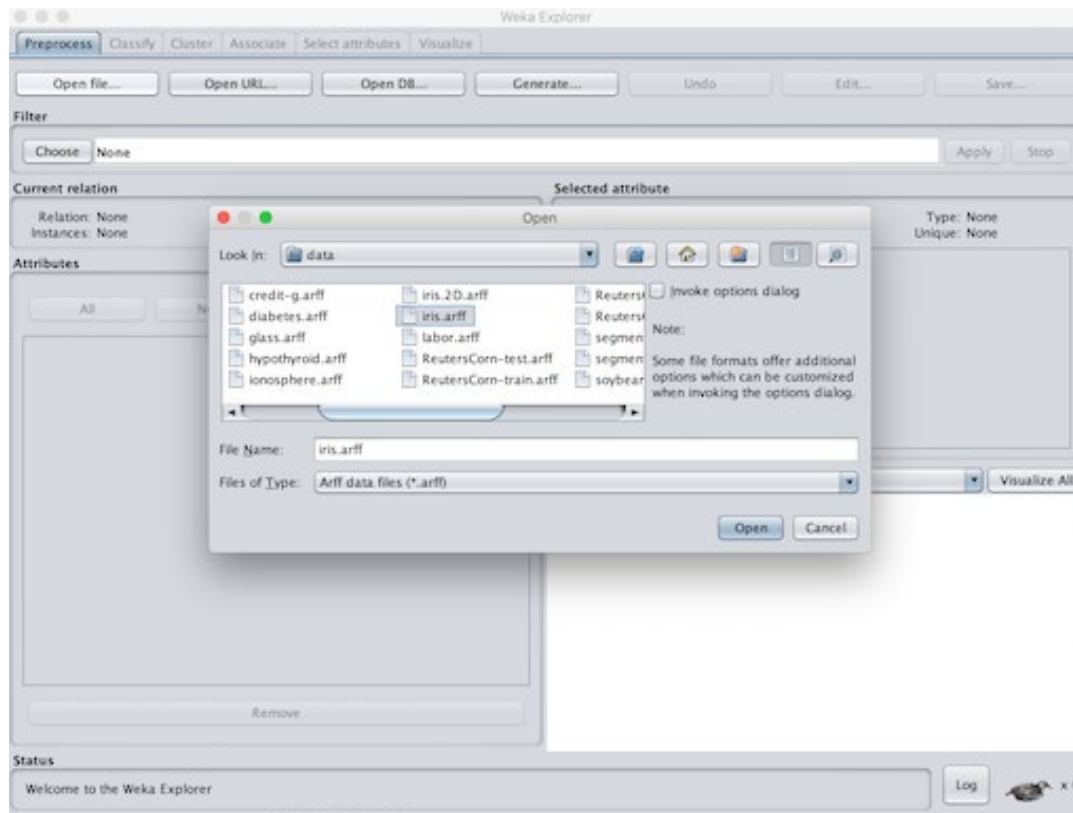 Weka Explorer
Preprocess Classify Cluster Associate Select attributes Visualize
Open file... Open URL... Open DB... Generate... Undo Edit... Save...
Filter
Choose None Apply Stop
Current relation Selected attribute
Relation: None Type: None
Instances: None Unique: None
Attributes
All
Open
Look In: data
credit-g.arff iris.2D.arff
diabetes.arff iris.arff
glass.arff labor.arff
hypothyroid.arff ReutersCorn-test.arff
ionosphere.arff ReutersCorn-train.arff
Invoke options dialog
Note:
Some file formats offer additional
options which can be customized
when invoking the options dialog.
File Name: iris.arff
Files of Type: Arff data files (*.arff)
Open Cancel
Visualize All
Remove
Status
Welcome to the Weka Explorer
Log x